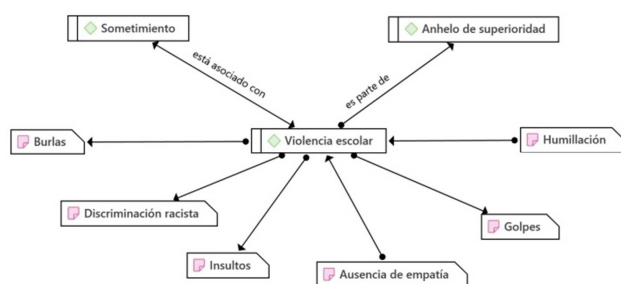 Sometimiento
Anhelo de superioridad
está asociado con
es parte de
Burlas
Violencia escolar
Humillación
Discriminación racista
Golpes
Insultos
Ausencia de empatía